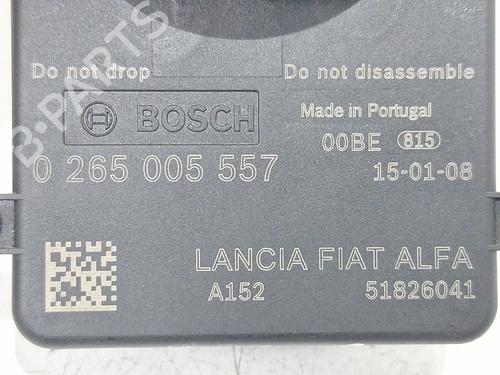 Do not drop Do not disassemble
BOSCH Made in Portugal
00BE 815
0 265 005 557 15-01-08
LANCIA FIAT ALFA
A152 51826041
B-PARTS